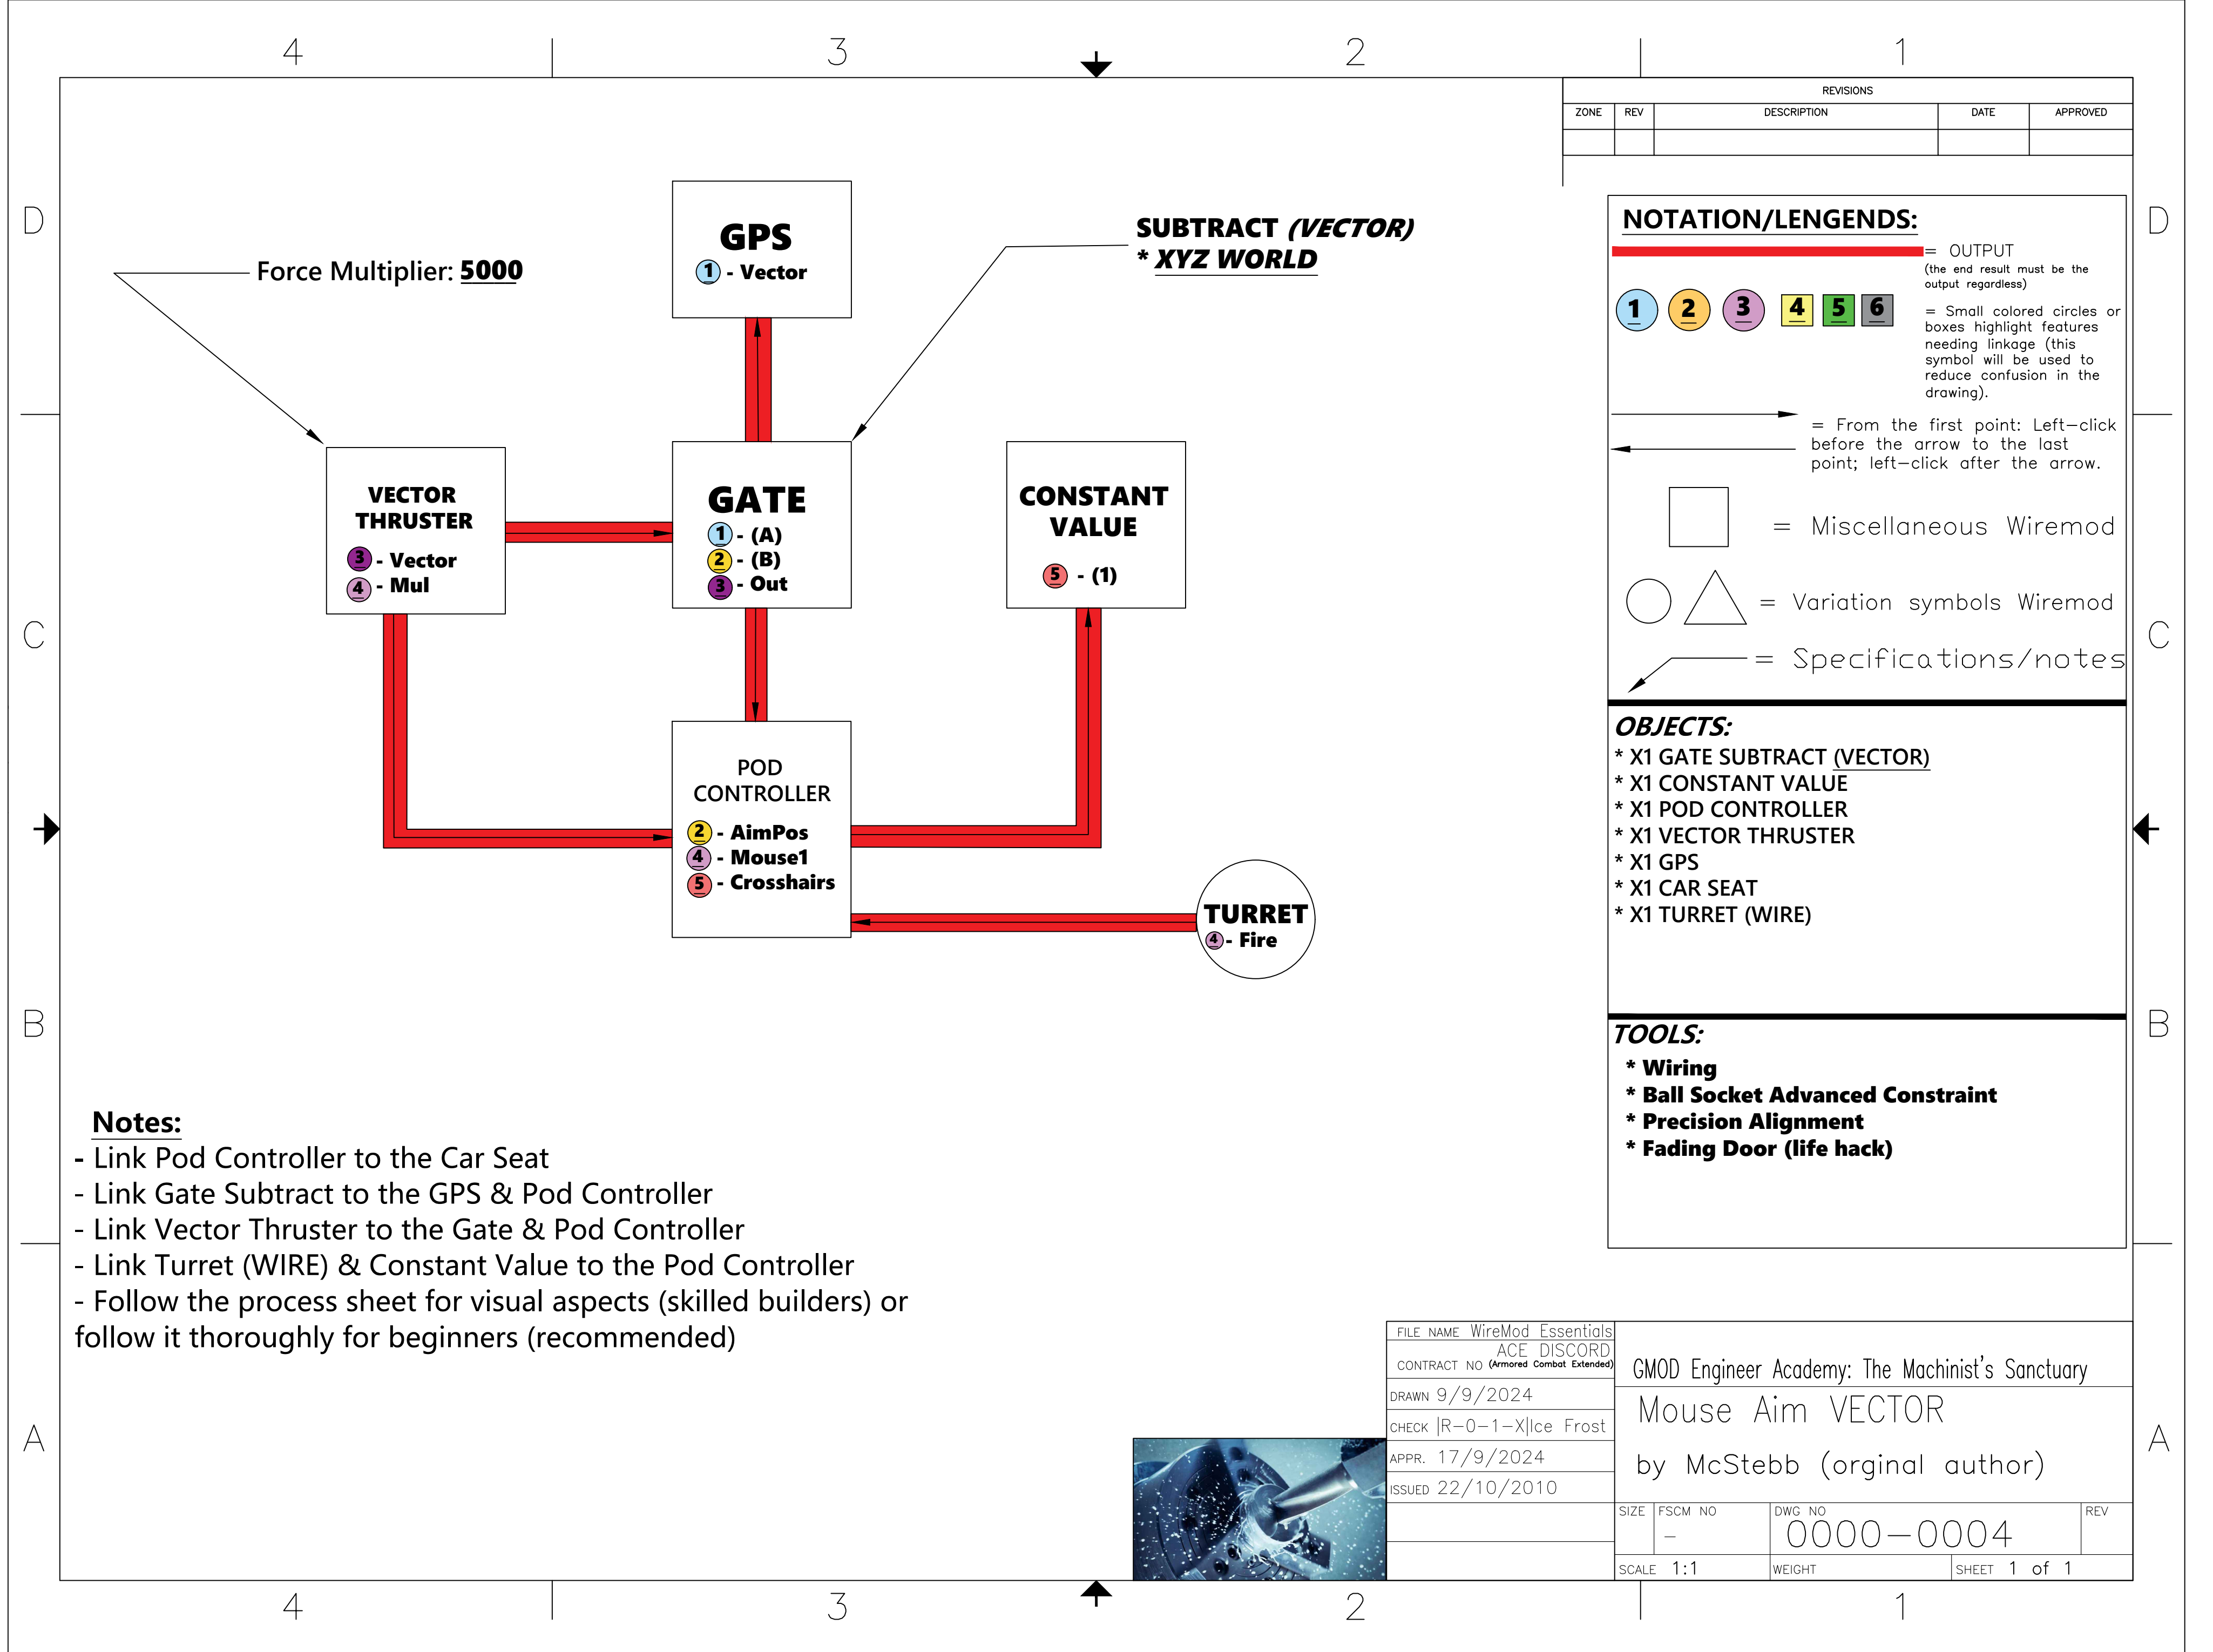 4 3 2 1
REVISIONS
ZONE REV DESCRIPTION DATE APPROVED
D D
GPS
1 - Vector
SUBTRACT (VECTOR)
* XYZ WORLD
Force Multiplier: 5000
VECTOR
THRUSTER
3 - Vector
4 - Mul
GATE
1 - (A)
2 - (B)
3 - Out
CONSTANT
VALUE
5 - (1)
C C
POD
CONTROLLER
2 - AimPos
4 - Mouse1
5 - Crosshairs
TURRET
4 - Fire
NOTATION/LENGENDS:
= OUTPUT
(the end result must be the
output regardless)
1 2 3 4 5 6
= Small colored circles or
boxes highlight features
needing linkage (this
symbol will be used to
reduce confusion in the
drawing).
= From the first point: Left-click
before the arrow to the last
point; left-click after the arrow.
= Miscellaneous Wiremod
= Variation symbols Wiremod
= Specifications/notes
OBJECTS:
* X1 GATE SUBTRACT (VECTOR)
* X1 CONSTANT VALUE
* X1 POD CONTROLLER
* X1 VECTOR THRUSTER
* X1 GPS
* X1 CAR SEAT
* X1 TURRET (WIRE)
B B
TOOLS:
* Wiring
* Ball Socket Advanced Constraint
* Precision Alignment
* Fading Door (life hack)
Notes:
- Link Pod Controller to the Car Seat
- Link Gate Subtract to the GPS & Pod Controller
- Link Vector Thruster to the Gate & Pod Controller
- Link Turret (WIRE) & Constant Value to the Pod Controller
- Follow the process sheet for visual aspects (skilled builders) or
follow it thoroughly for beginners (recommended)
A A
FILE NAME WireMod Essentials
ACE DISCORD
CONTRACT NO (Armored Combat Extended)
DRAWN 9/9/2024
CHECK |R-0-1-X|Ice Frost
APPR. 17/9/2024
ISSUED 22/10/2010
GMOD Engineer Academy: The Machinist's Sanctuary
Mouse Aim VECTOR
by McStebb (orginal author)
SIZE FSCM NO DWG NO REV
- 0000-0004
SCALE 1:1 WEIGHT SHEET 1 of 1
4 3 2 1